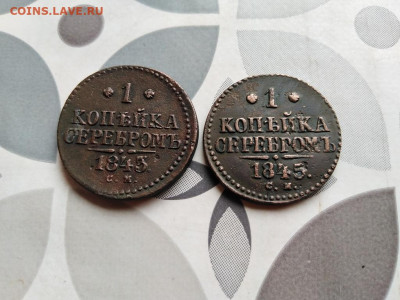 COINS.LAVE.RU
1
КОПѢЙКА
СЕРЕБРОМЪ
1843.
С. М.
1
КОПѢЙКА
СЕРЕБРОМЪ
1843.
С. М.